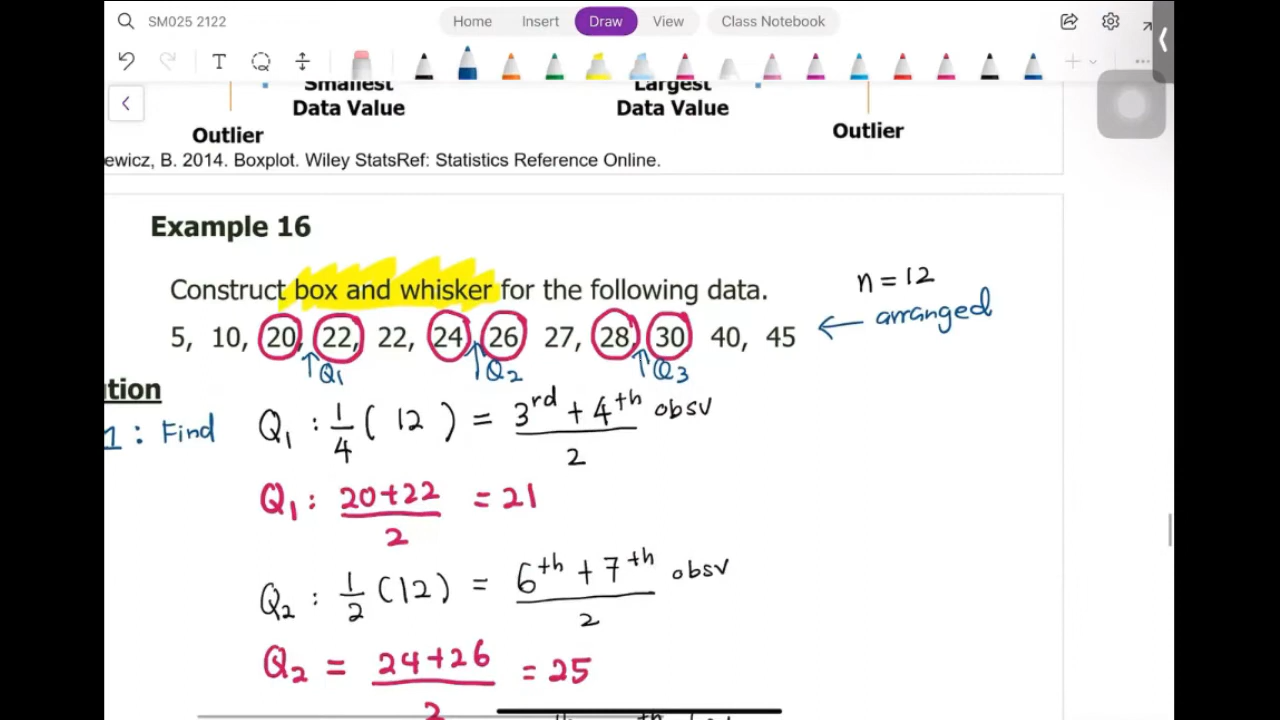 SM025 2122
Home Insert Draw View Class Notebook
T
Smallest Largest
Data Value Data Value
Outlier Outlier
ewicz, B. 2014. Boxplot. Wiley StatsRef: Statistics Reference Online.
Example 16
Construct box and whisker for the following data.
n = 12
5, 10, 20, 22, 22, 24, 26 27, 28, 30, 40, 45
← arranged
↑Q1 ↑Q2 ↑Q3
tion
1 : Find
Q1 : 1/4 ( 12 ) = 3rd + 4th / 2 obsv
Q1 : 20+22 / 2 = 21
Q2 : 1/2 (12) = 6th + 7th / 2 obsv
Q2 = 24+26 / 2 = 25